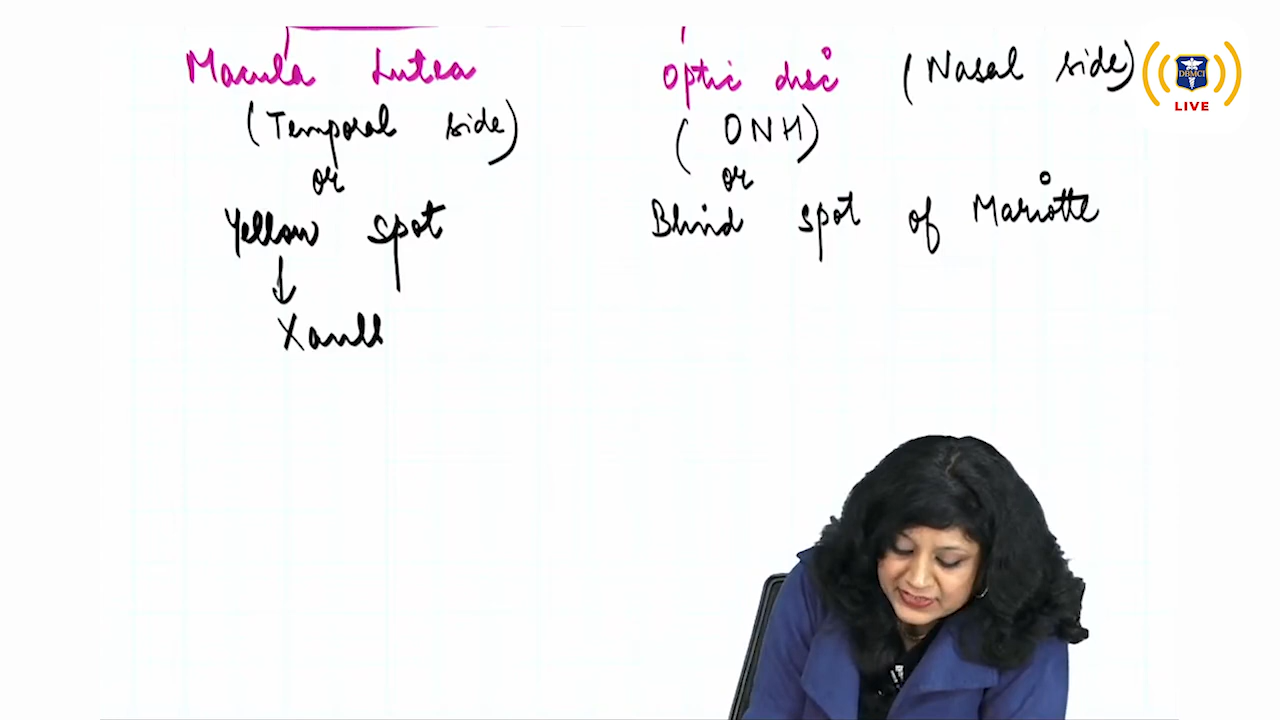 Macula Lutea
(Temporal side)
or
Yellow spot
Xanth
Optic disc (Nasal side)
(ONH)
or
Blind spot of Mariotte
DBMCI
LIVE